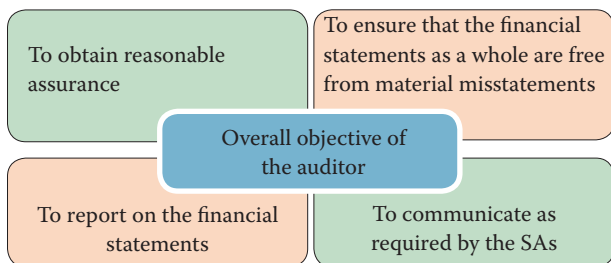 To obtain reasonable
assurance
To ensure that the financial
statements as a whole are free
from material misstatements
Overall objective of
the auditor
To report on the financial
statements
To communicate as
required by the SAs